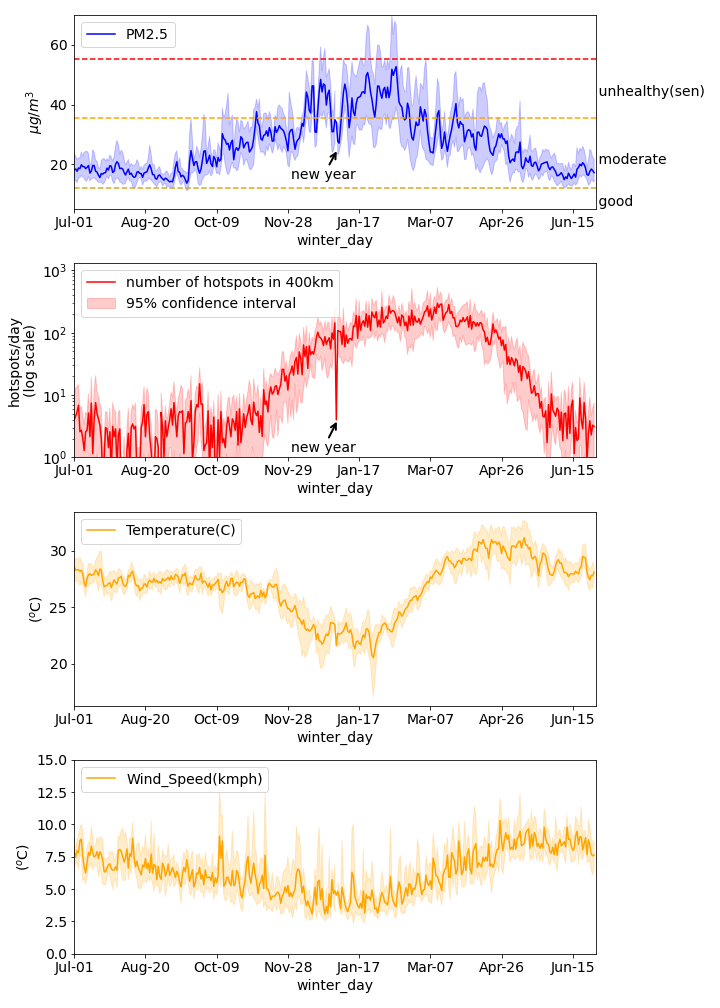 PM2.5
60
40
20
μg/m³
unhealthy(sen)
moderate
good
new year
Jul-01 Aug-20 Oct-09 Nov-28 Jan-17 Mar-07 Apr-26 Jun-15
winter_day
number of hotspots in 400km
95% confidence interval
10³
10²
10¹
10⁰
hotspots/day
(log scale)
new year
Jul-01 Aug-20 Oct-09 Nov-28 Jan-17 Mar-07 Apr-26 Jun-15
winter_day
Temperature(C)
30
25
20
(⁰C)
Jul-01 Aug-20 Oct-09 Nov-28 Jan-17 Mar-07 Apr-26 Jun-15
winter_day
Wind_Speed(kmph)
15.0
12.5
10.0
7.5
5.0
2.5
0.0
(⁰C)
Jul-01 Aug-20 Oct-09 Nov-28 Jan-17 Mar-07 Apr-26 Jun-15
winter_day